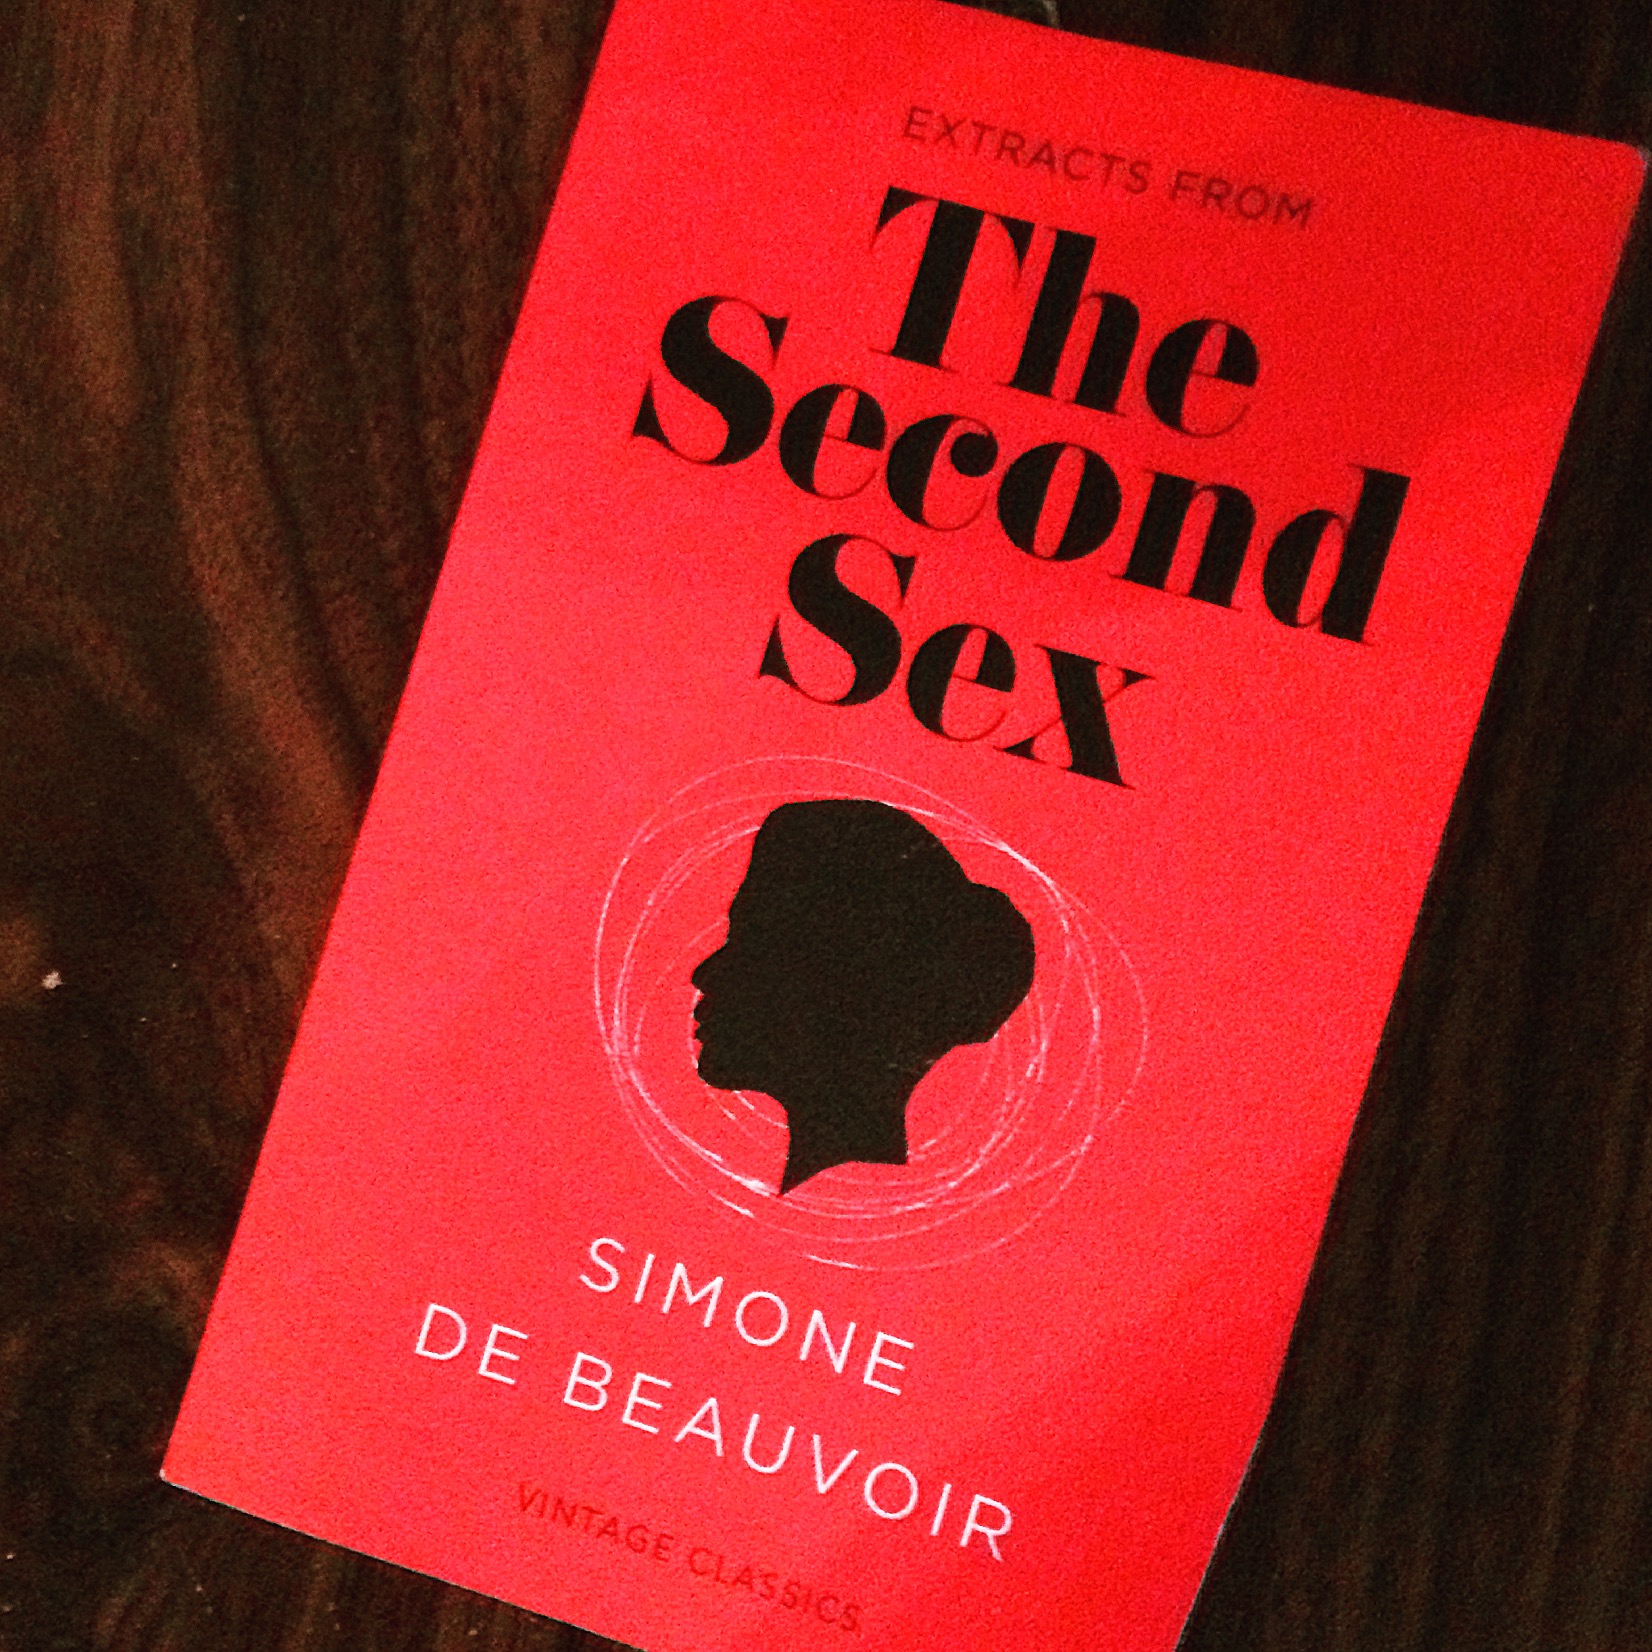 EXTRACTS FROM
The
Second
Sex
SIMONE
DE BEAUVOIR
VINTAGE CLASSICS